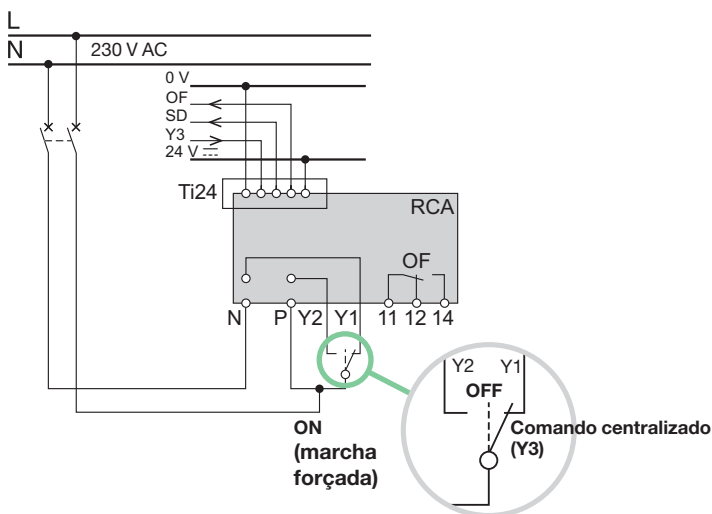 L
N
230 V AC
0 V
OF
SD
Y3
24 V
Ti24
RCA
OF
N P Y2 Y1 11 12 14
Y2 Y1
OFF
ON
(marcha
forçada)
Comando centralizado
(Y3)